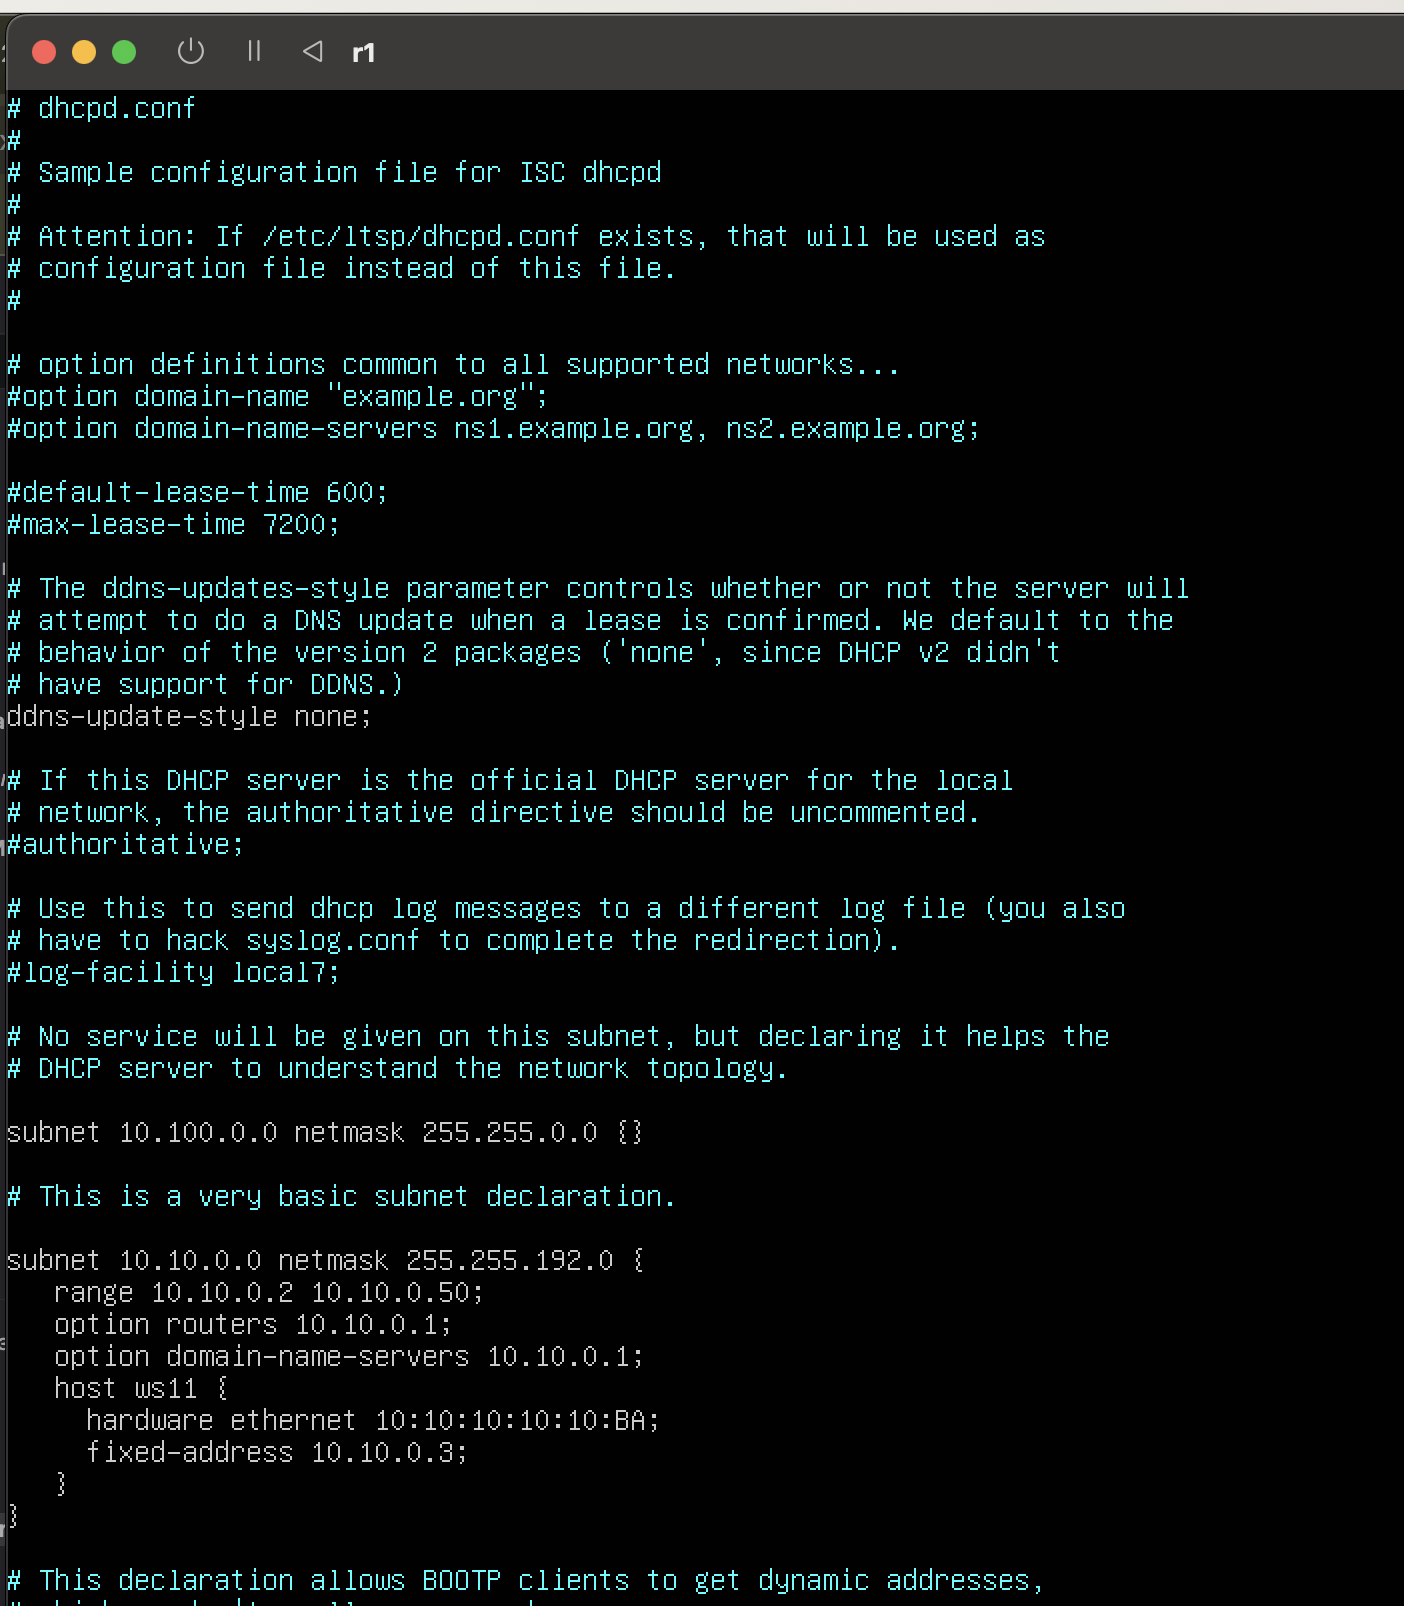 r1
# dhcpd.conf
#
# Sample configuration file for ISC dhcpd
#
# Attention: If /etc/ltsp/dhcpd.conf exists, that will be used as
# configuration file instead of this file.
#
# option definitions common to all supported networks...
#option domain-name "example.org";
#option domain-name-servers ns1.example.org, ns2.example.org;
#default-lease-time 600;
#max-lease-time 7200;
# The ddns-updates-style parameter controls whether or not the server will
# attempt to do a DNS update when a lease is confirmed. We default to the
# behavior of the version 2 packages ('none', since DHCP v2 didn't
# have support for DDNS.)
ddns-update-style none;
# If this DHCP server is the official DHCP server for the local
# network, the authoritative directive should be uncommented.
#authoritative;
# Use this to send dhcp log messages to a different log file (you also
# have to hack syslog.conf to complete the redirection).
#log-facility local7;
# No service will be given on this subnet, but declaring it helps the
# DHCP server to understand the network topology.
subnet 10.100.0.0 netmask 255.255.0.0 {}
# This is a very basic subnet declaration.
subnet 10.10.0.0 netmask 255.255.192.0 {
   range 10.10.0.2 10.10.0.50;
   option routers 10.10.0.1;
   option domain-name-servers 10.10.0.1;
   host ws11 {
     hardware ethernet 10:10:10:10:10:BA;
     fixed-address 10.10.0.3;
   }
}
# This declaration allows BOOTP clients to get dynamic addresses,